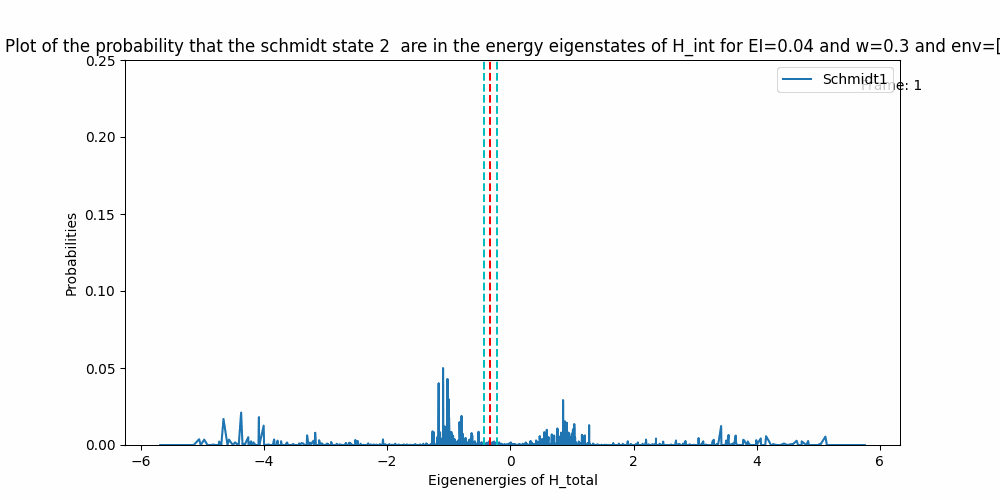 Plot of the probability that the schmidt state 2  are in the energy eigenstates of H_int for EI=0.04 and w=0.3 and env=[
Schmidt1
Frame: 1
0.25
0.20
0.15
0.10
0.05
0.00
Probabilities
−6
−4
−2
0
2
4
6
Eigenenergies of H_total